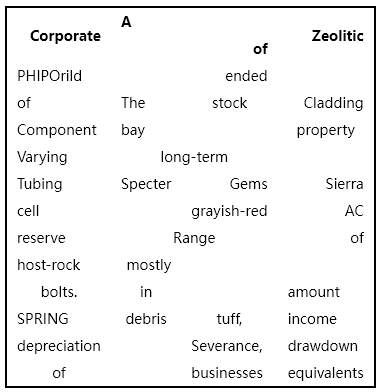 Corporate A of Zeolitic
PHIPOrild ended
of The stock Cladding
Component bay property
Varying long-term
Tubing Specter Gems Sierra
cell grayish-red AC
reserve Range of
host-rock mostly
bolts. in amount
SPRING debris tuff, income
depreciation Severance, drawdown
of businesses equivalents